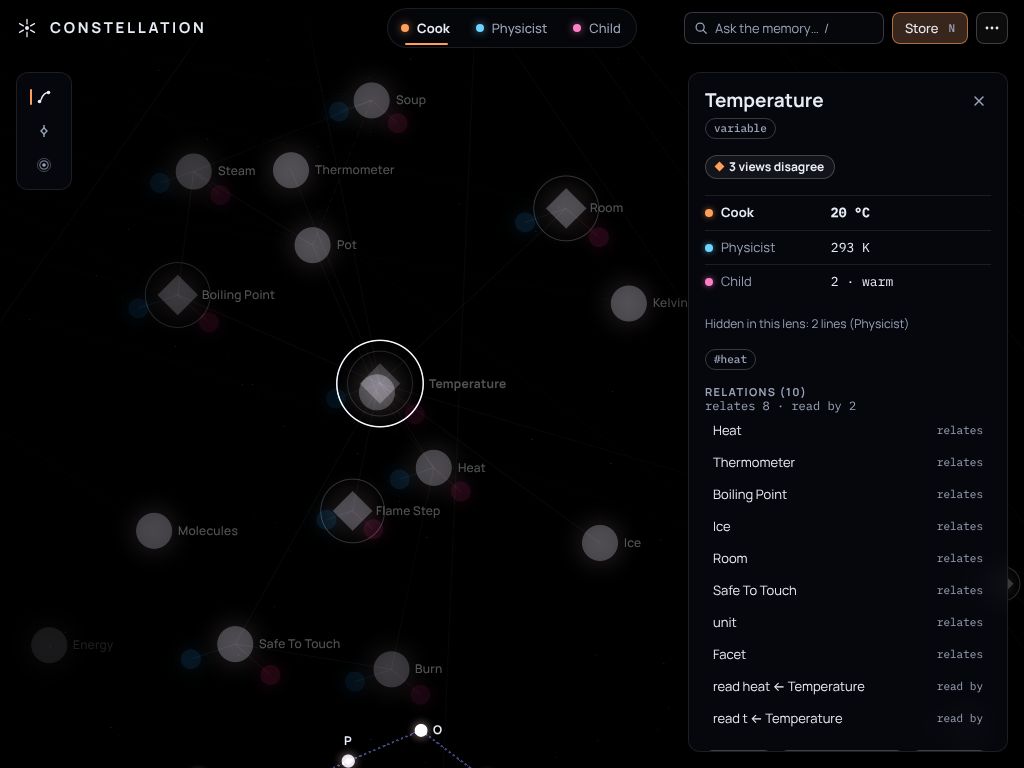 CONSTELLATION
Cook
Physicist
Child
Ask the memory… /
Store N
Soup
Steam
Thermometer
Room
Pot
Boiling Point
Kelvin
Temperature
Heat
Flame Step
Molecules
Ice
Energy
Safe To Touch
Burn
P
O
Temperature
variable
3 views disagree
Cook 20 °C
Physicist 293 K
Child 2 · warm
Hidden in this lens: 2 lines (Physicist)
#heat
RELATIONS (10)
relates 8 · read by 2
Heat relates
Thermometer relates
Boiling Point relates
Ice relates
Room relates
Safe To Touch relates
unit relates
Facet relates
read heat ← Temperature read by
read t ← Temperature read by